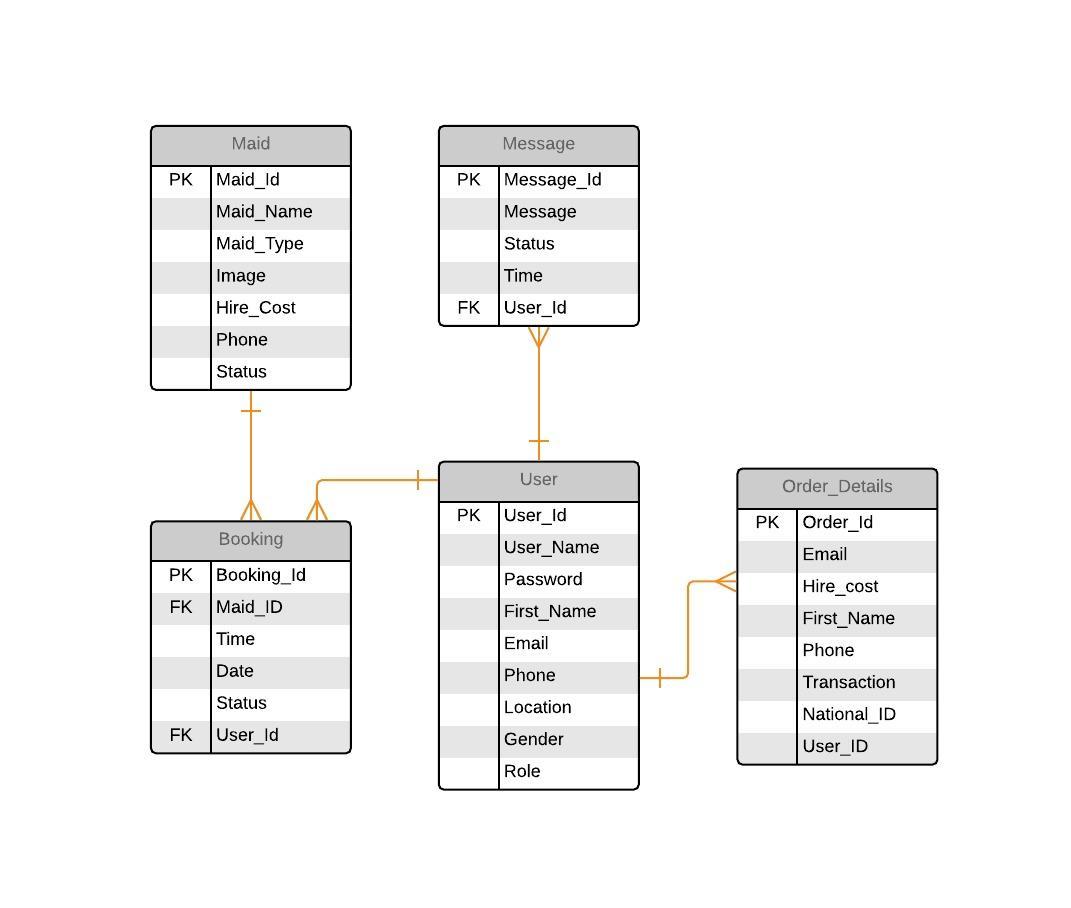 Maid
PK Maid_Id
Maid_Name
Maid_Type
Image
Hire_Cost
Phone
Status
Message
PK Message_Id
Message
Status
Time
FK User_Id
Booking
PK Booking_Id
FK Maid_ID
Time
Date
Status
FK User_Id
User
PK User_Id
User_Name
Password
First_Name
Email
Phone
Location
Gender
Role
Order_Details
PK Order_Id
Email
Hire_cost
First_Name
Phone
Transaction
National_ID
User_ID